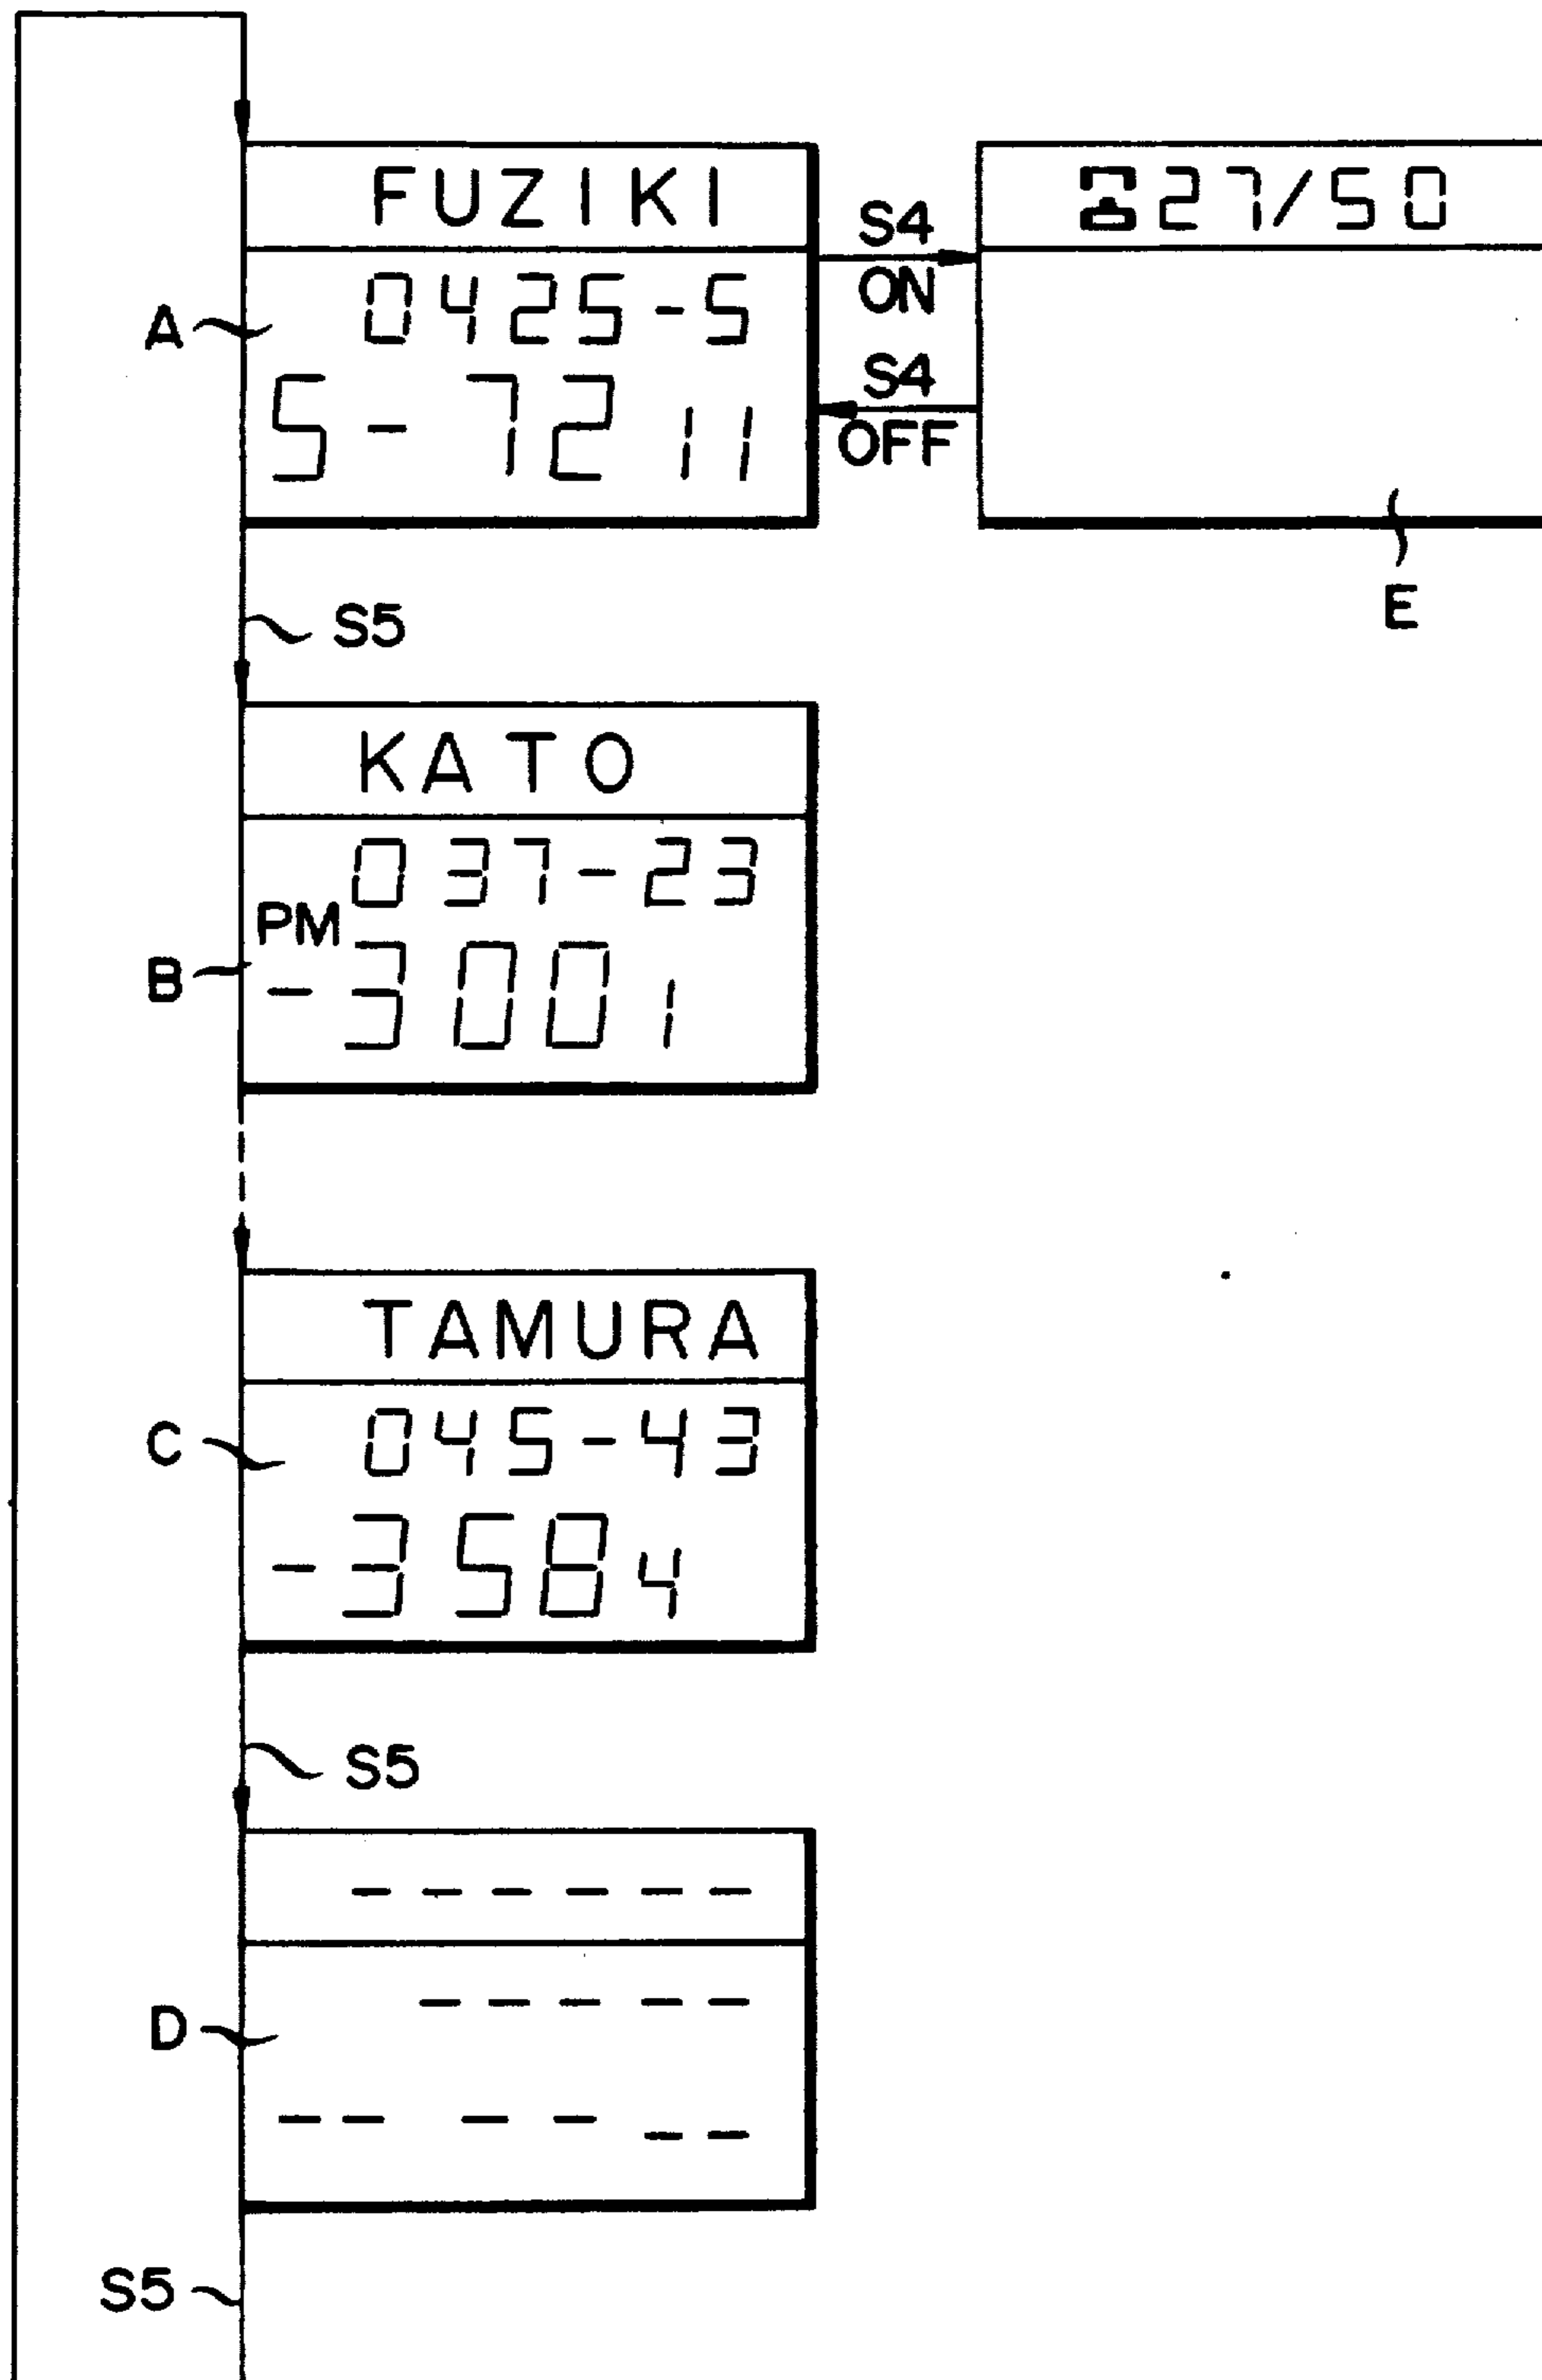 FUZIKI
0425-5
5-7211
A
S4
ON
S4
OFF
☎27/50
E
S5
KATO
037-23
PM
-3001
B
TAMURA
045-43
-3584
C
S5
------
-----
------
D
S5